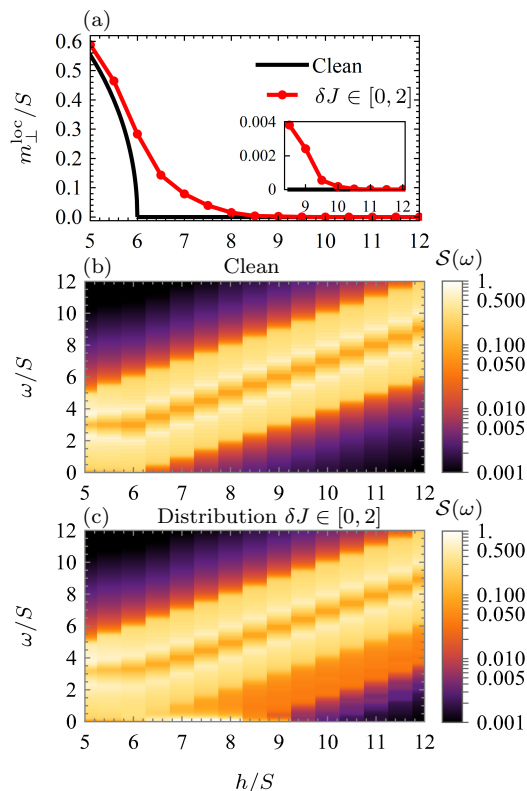 (a)
0.6
0.5
0.4
0.3
0.2
0.1
0.0
m⊥^loc/S
Clean
δJ ∈ [0, 2]
0.004
0.002
0
9 10 11 12
5 6 7 8 9 10 11 12
(b) Clean S(ω)
12
10
8
6
4
2
0
ω/S
1.
0.500
0.100
0.050
0.010
0.005
0.001
5 6 7 8 9 10 11 12
(c) Distribution δJ ∈ [0, 2] S(ω)
12
10
8
6
4
2
0
ω/S
1.
0.500
0.100
0.050
0.010
0.005
0.001
5 6 7 8 9 10 11 12
h/S